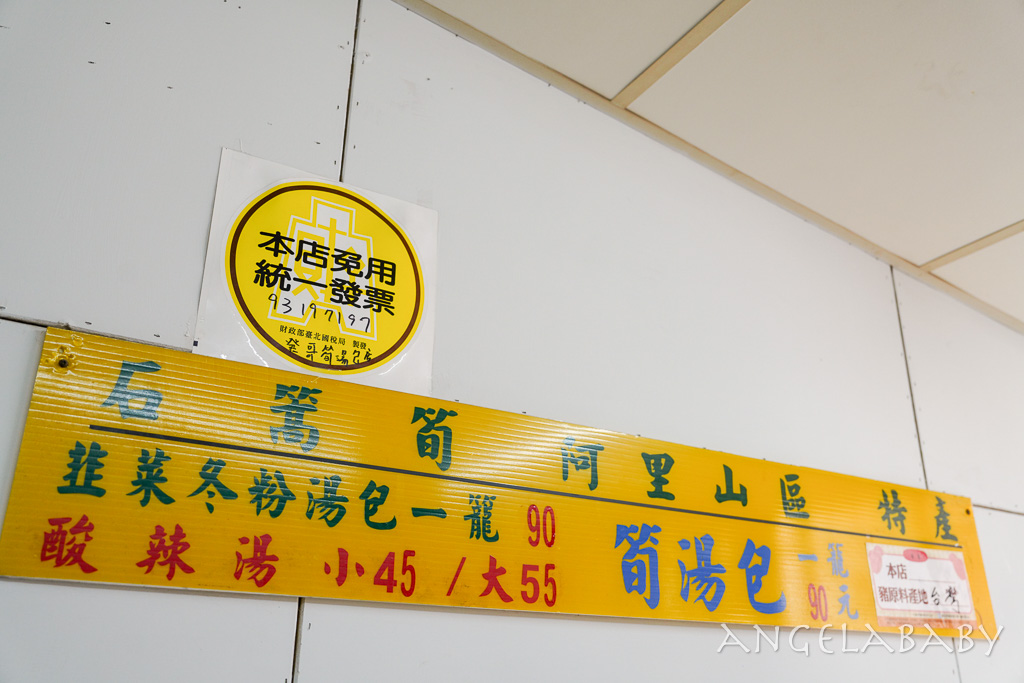 本店免用
統一發票
93197197
財政部臺北國稅局 製發
石篙筍 阿里山區 特產
韭菜冬粉湯包一籠 90
酸辣湯 小45/大55
筍湯包 一籠 90元
本店
豬原料產地 台灣
ANGELABABY